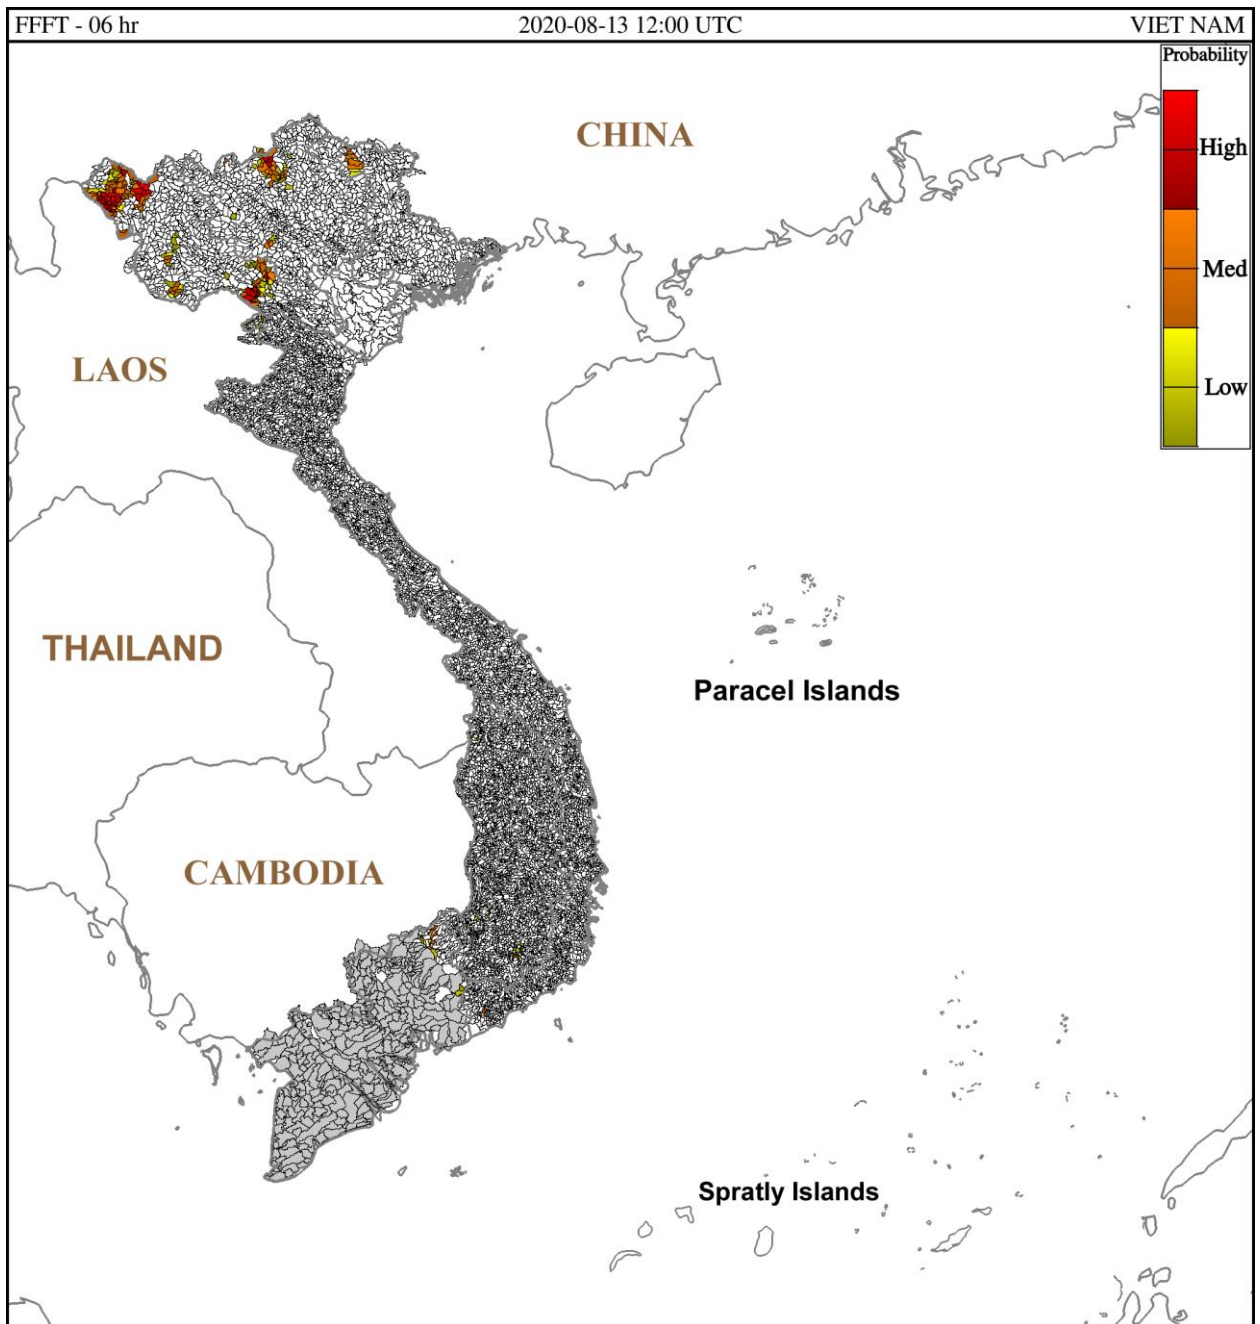 FFFT - 06 hr 2020-08-13 12:00 UTC VIET NAM
Probability
CHINA
High
Med
LAOS
Low
THAILAND
Paracel Islands
CAMBODIA
Spratly Islands